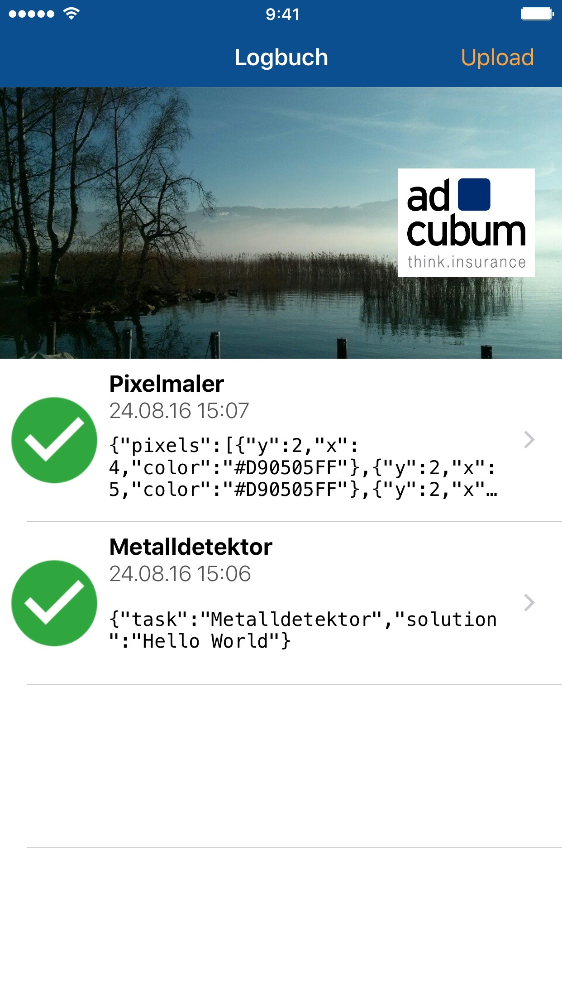 9:41
Logbuch
Upload
ad
cubum
think.insurance
Pixelmaler
24.08.16 15:07
{"pixels":[{"y":2,"x":
4,"color":"#D90505FF"},{"y":2,"x":
5,"color":"#D90505FF"},{"y":2,"x"…
Metalldetektor
24.08.16 15:06
{"task":"Metalldetektor","solution
":"Hello World"}